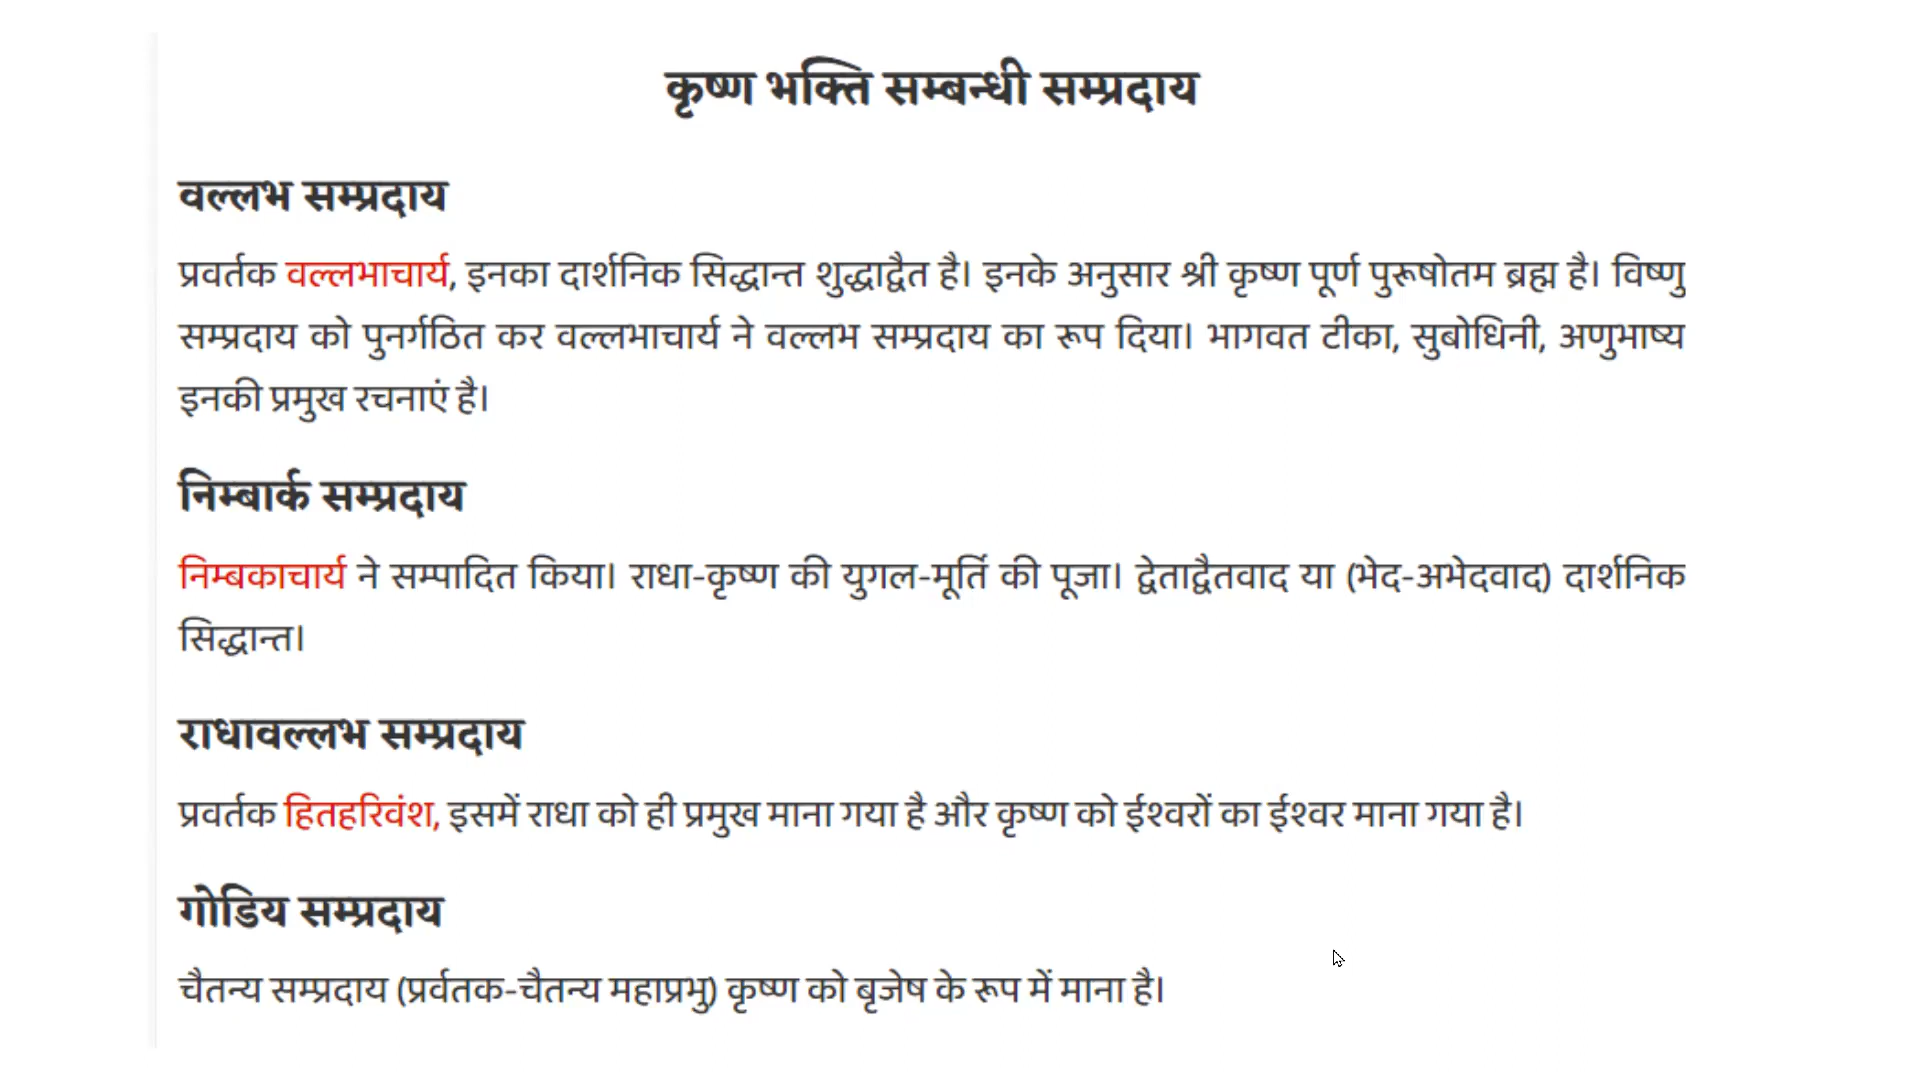 कृष्ण भक्ति सम्बन्धी सम्प्रदाय
वल्लभ सम्प्रदाय
प्रवर्तक वल्लभाचार्य, इनका दार्शनिक सिद्धान्त शुद्धाद्वैत है। इनके अनुसार श्री कृष्ण पूर्ण पुरूषोतम ब्रह्म है। विष्णु
सम्प्रदाय को पुनर्गठित कर वल्लभाचार्य ने वल्लभ सम्प्रदाय का रूप दिया। भागवत टीका, सुबोधिनी, अणुभाष्य
इनकी प्रमुख रचनाएं है।
निम्बार्क सम्प्रदाय
निम्बकाचार्य ने सम्पादित किया। राधा-कृष्ण की युगल-मूर्ति की पूजा। द्वेताद्वैतवाद या (भेद-अभेदवाद) दार्शनिक
सिद्धान्त।
राधावल्लभ सम्प्रदाय
प्रवर्तक हितहरिवंश, इसमें राधा को ही प्रमुख माना गया है और कृष्ण को ईश्वरों का ईश्वर माना गया है।
गोडिय सम्प्रदाय
चैतन्य सम्प्रदाय (प्रर्वतक-चैतन्य महाप्रभु) कृष्ण को बृजेष के रूप में माना है।